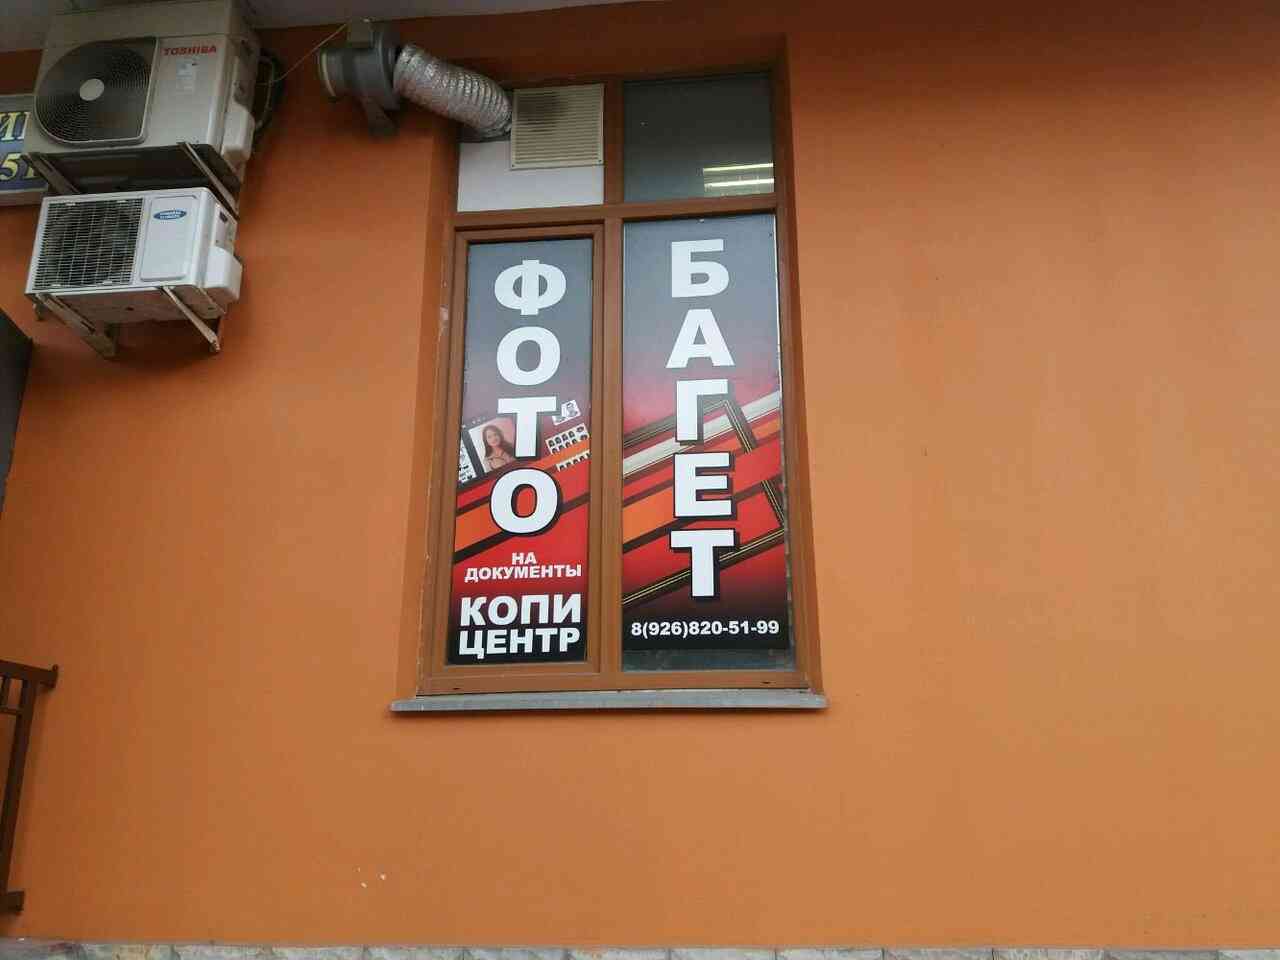 TOSHIBA
ФОТО
НА
ДОКУМЕНТЫ
КОПИ
ЦЕНТР
БАГЕТ
8(926)820-51-99